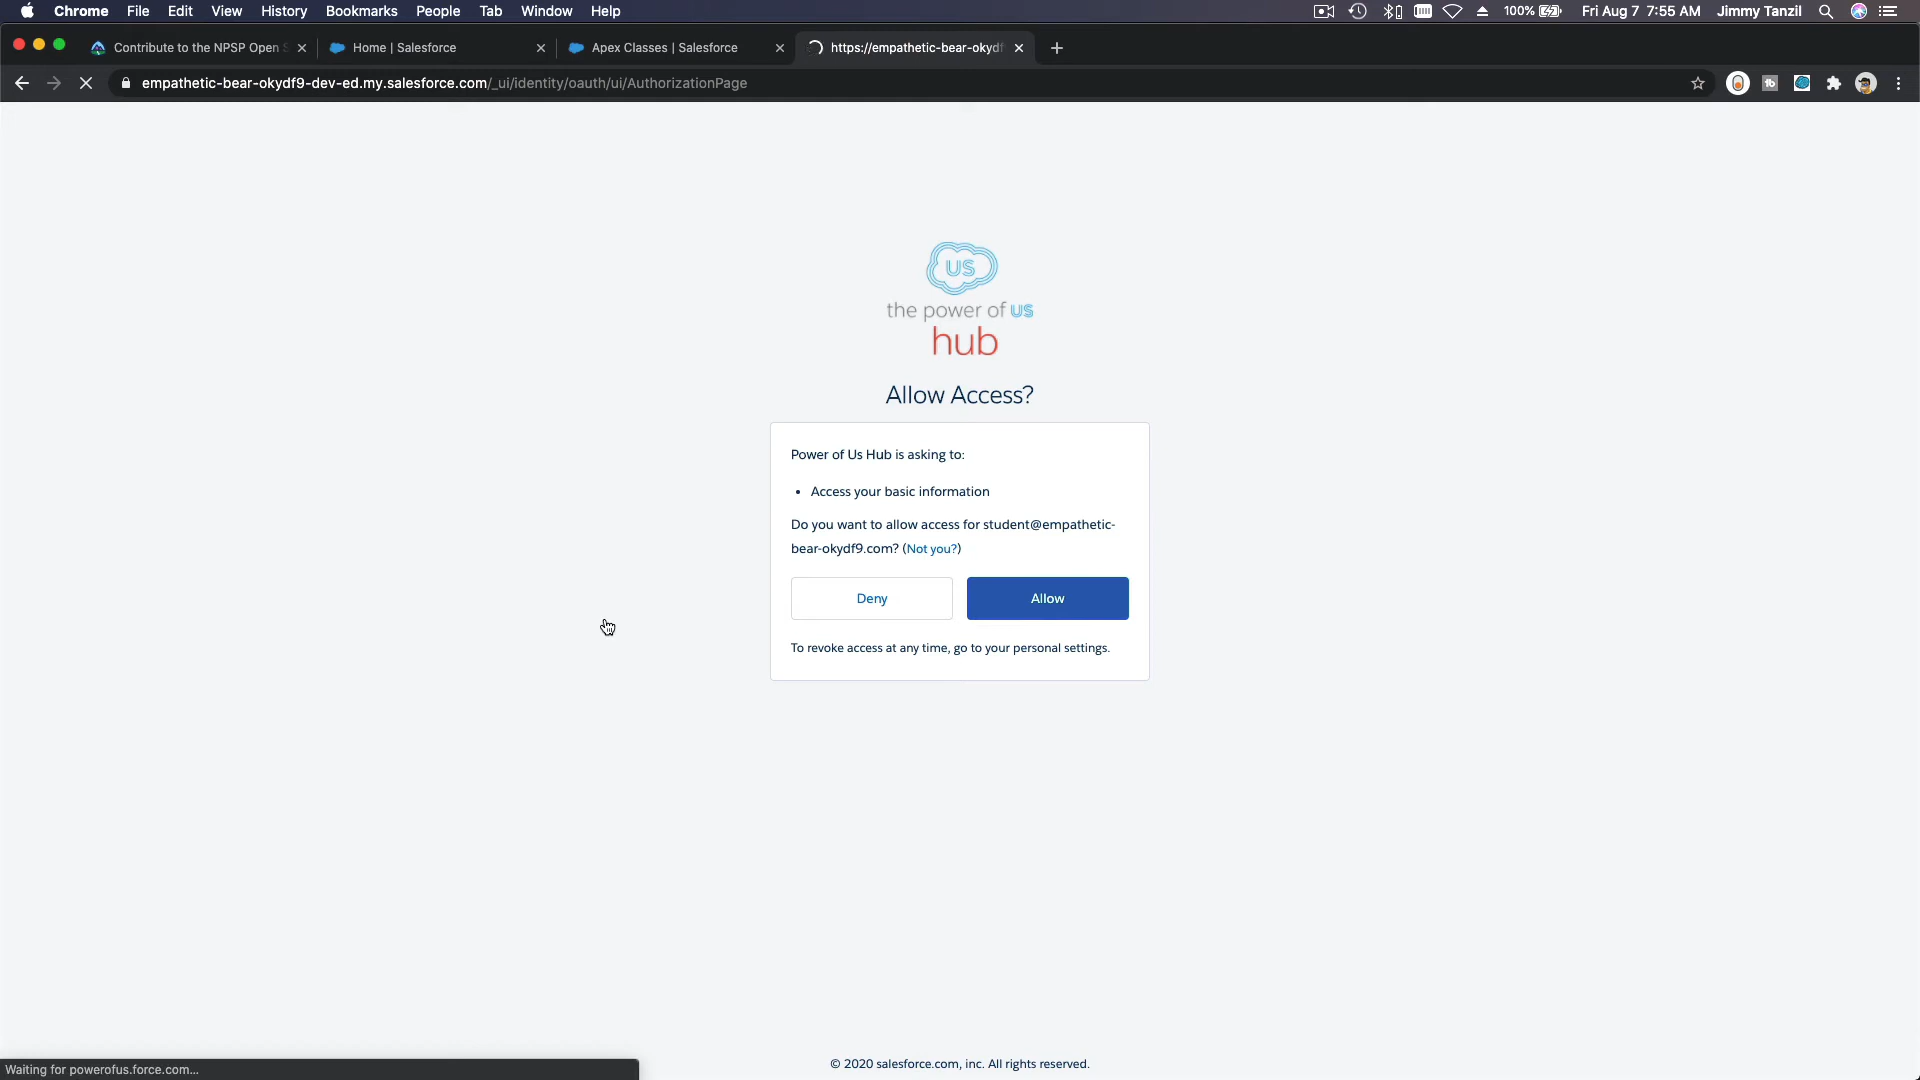 Chrome File Edit View History Bookmarks People Tab Window Help 100% Fri Aug 7 7:55 AM Jimmy Tanzil
Contribute to the NPSP Open S Home | Salesforce Apex Classes | Salesforce https://empathetic-bear-okydf
empathetic-bear-okydf9-dev-ed.my.salesforce.com/_ui/identity/oauth/ui/AuthorizationPage
US
the power of US
hub
Allow Access?
Power of Us Hub is asking to:
• Access your basic information
Do you want to allow access for student@empathetic-
bear-okydf9.com? (Not you?)
Deny Allow
To revoke access at any time, go to your personal settings.
© 2020 salesforce.com, inc. All rights reserved.
Waiting for powerofus.force.com...